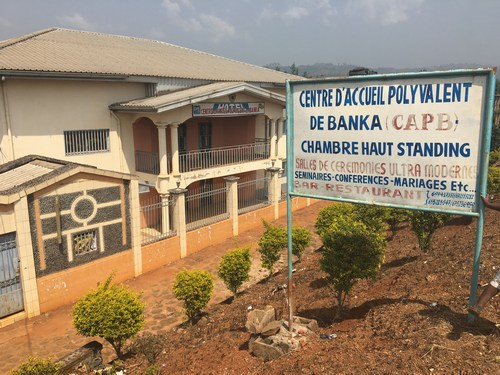 HOTEL
CENTRE D'ACCUEIL POLYVALENT
DE BANKA (CAPB)
CHAMBRE HAUT STANDING
SALLES DE CEREMONIES ULTRA MODERNES
SEMINAIRES-CONFERENCES-MARIAGES ETC...
BAR-RESTAURANT